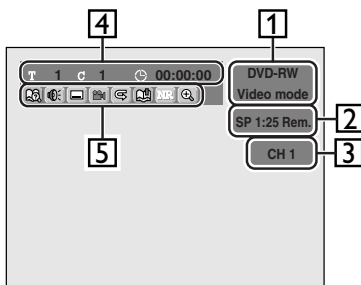 4
1
T 1 C 1 00:00:00
DVD-RW
Video mode
NR
SP 1:25 Rem.
2
5
CH 1
3